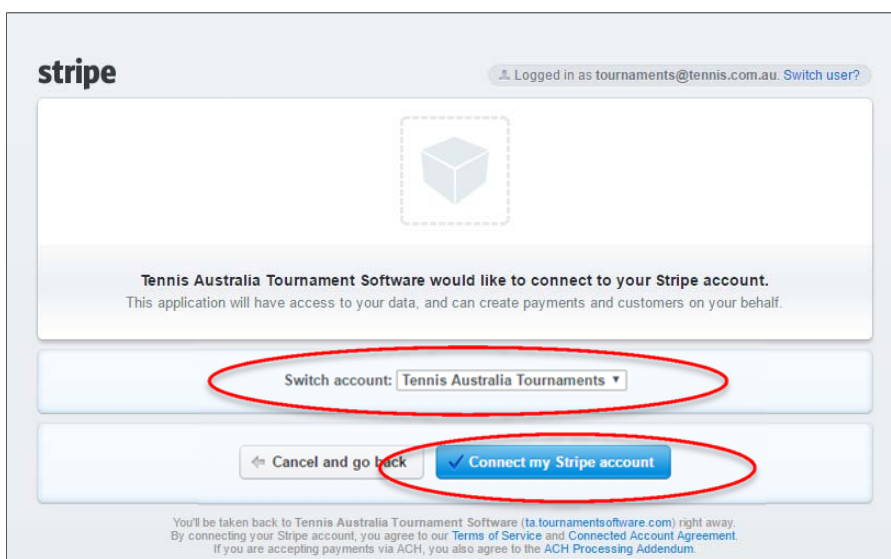 stripe
Logged in as tournaments@tennis.com.au. Switch user?
Tennis Australia Tournament Software would like to connect to your Stripe account.
This application will have access to your data, and can create payments and customers on your behalf.
Switch account: Tennis Australia Tournaments
Cancel and go back
Connect my Stripe account
You'll be taken back to Tennis Australia Tournament Software (ta.tournamentsoftware.com) right away.
By connecting your Stripe account, you agree to our Terms of Service and Connected Account Agreement.
If you are accepting payments via ACH, you also agree to the ACH Processing Addendum.